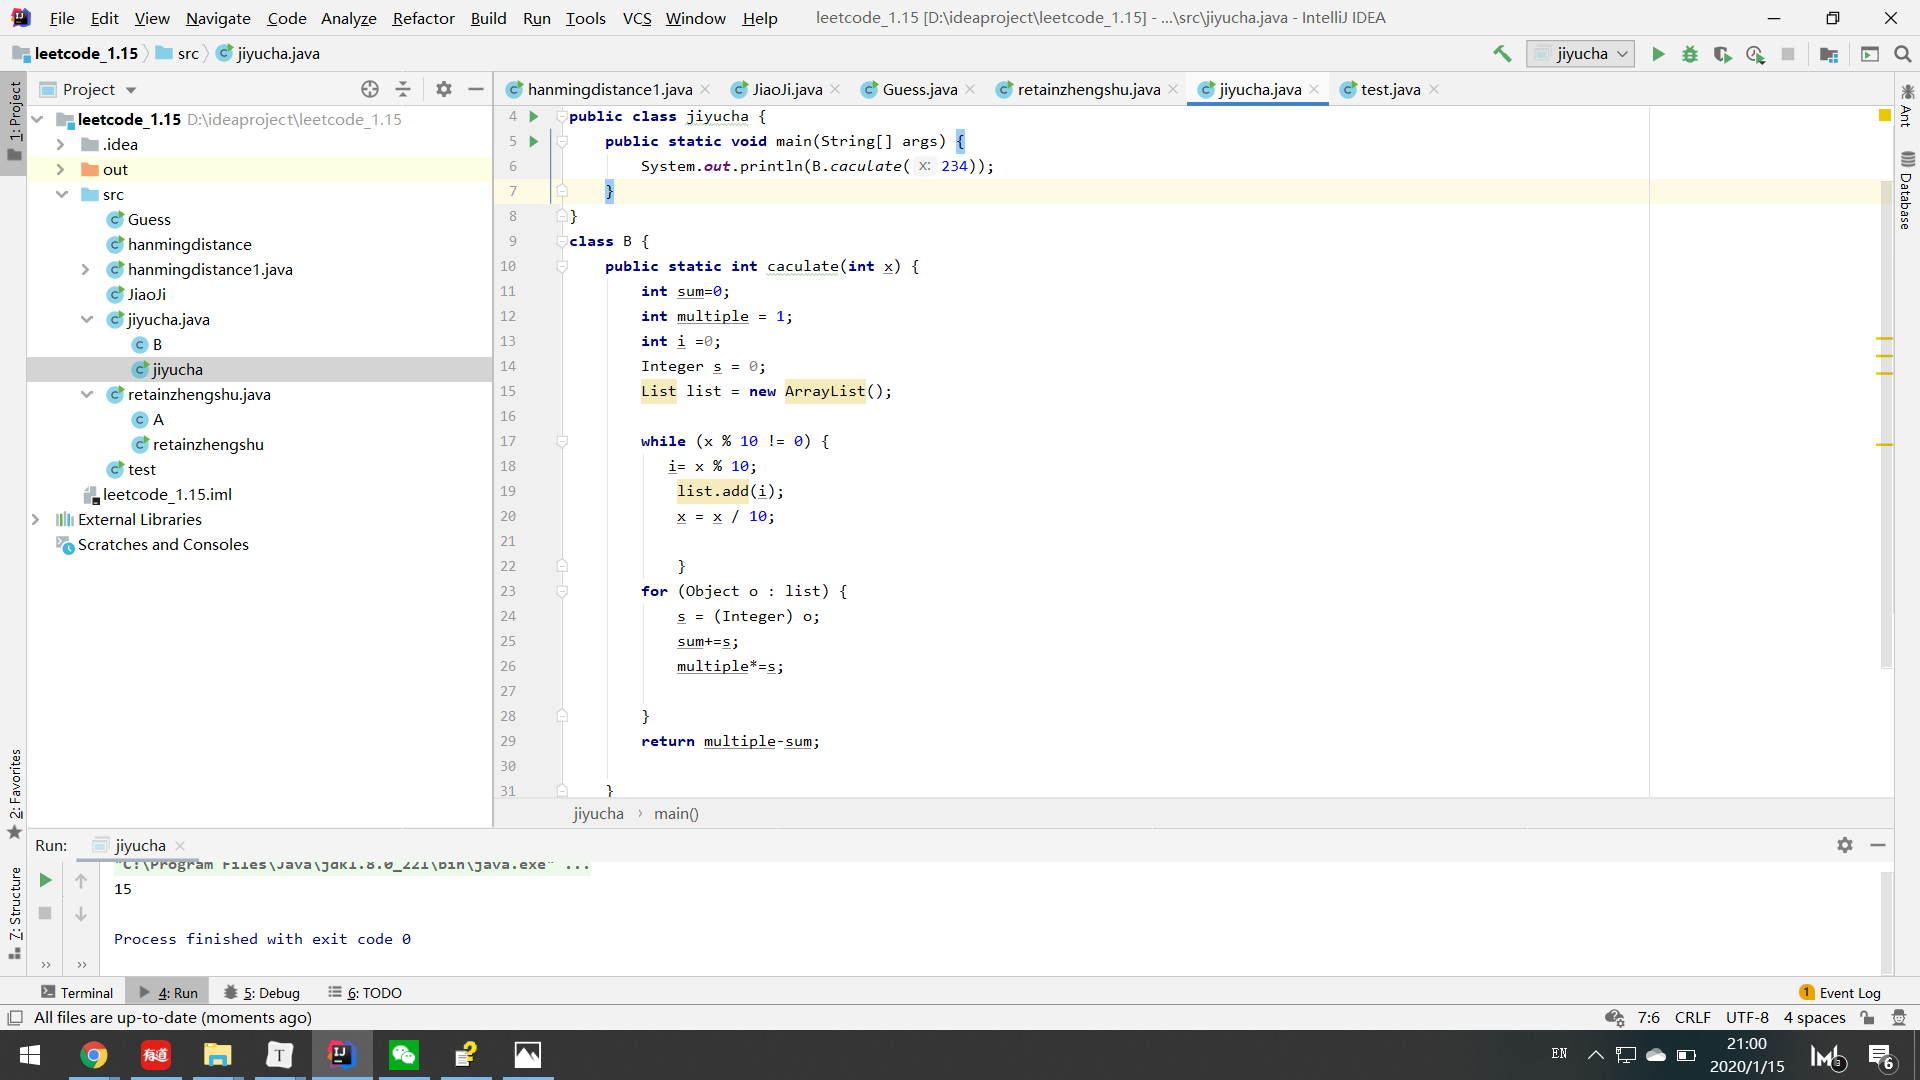 File Edit View Navigate Code Analyze Refactor Build Run Tools VCS Window Help leetcode_1.15 [D:\ideaproject\leetcode_1.15] - ...\src\jiyucha.java - IntelliJ IDEA
leetcode_1.15 src jiyucha.java jiyucha
Project
hanmingdistance1.java JiaoJi.java Guess.java retainzhengshu.java jiyucha.java test.java
1: Project
leetcode_1.15 D:\ideaproject\leetcode_1.15
.idea
out
src
Guess
hanmingdistance
hanmingdistance1.java
JiaoJi
jiyucha.java
B
jiyucha
retainzhengshu.java
A
retainzhengshu
test
leetcode_1.15.iml
External Libraries
Scratches and Consoles
2: Favorites
7: Structure
4 public class jiyucha {
5 public static void main(String[] args) {
6 System.out.println(B.caculate( x: 234));
7 }
8 }
9 class B {
10 public static int caculate(int x) {
11 int sum=0;
12 int multiple = 1;
13 int i =0;
14 Integer s = 0;
15 List list = new ArrayList();
16
17 while (x % 10 != 0) {
18 i= x % 10;
19 list.add(i);
20 x = x / 10;
21
22 }
23 for (Object o : list) {
24 s = (Integer) o;
25 sum+=s;
26 multiple*=s;
27
28 }
29 return multiple-sum;
30
31 }
jiyucha › main()
Ant
Database
Run: jiyucha
"C:\Program Files\Java\jdk1.8.0_221\bin\java.exe" ...
15
Process finished with exit code 0
Terminal 4: Run 5: Debug 6: TODO 1 Event Log
All files are up-to-date (moments ago) 7:6 CRLF UTF-8 4 spaces
有道 T IJ EN 21:00
2020/1/15 3 6